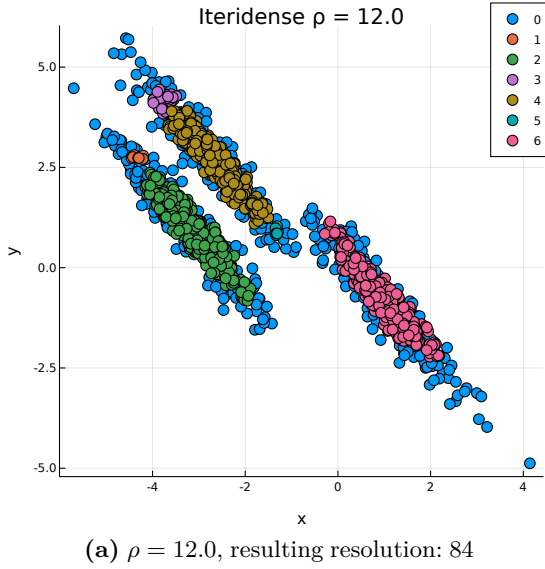 Iteridense ρ = 12.0
0
1
2
3
4
5
6
5.0
2.5
0.0
-2.5
-5.0
y
-4 -2 0 2 4
x
(a) ρ = 12.0, resulting resolution: 84